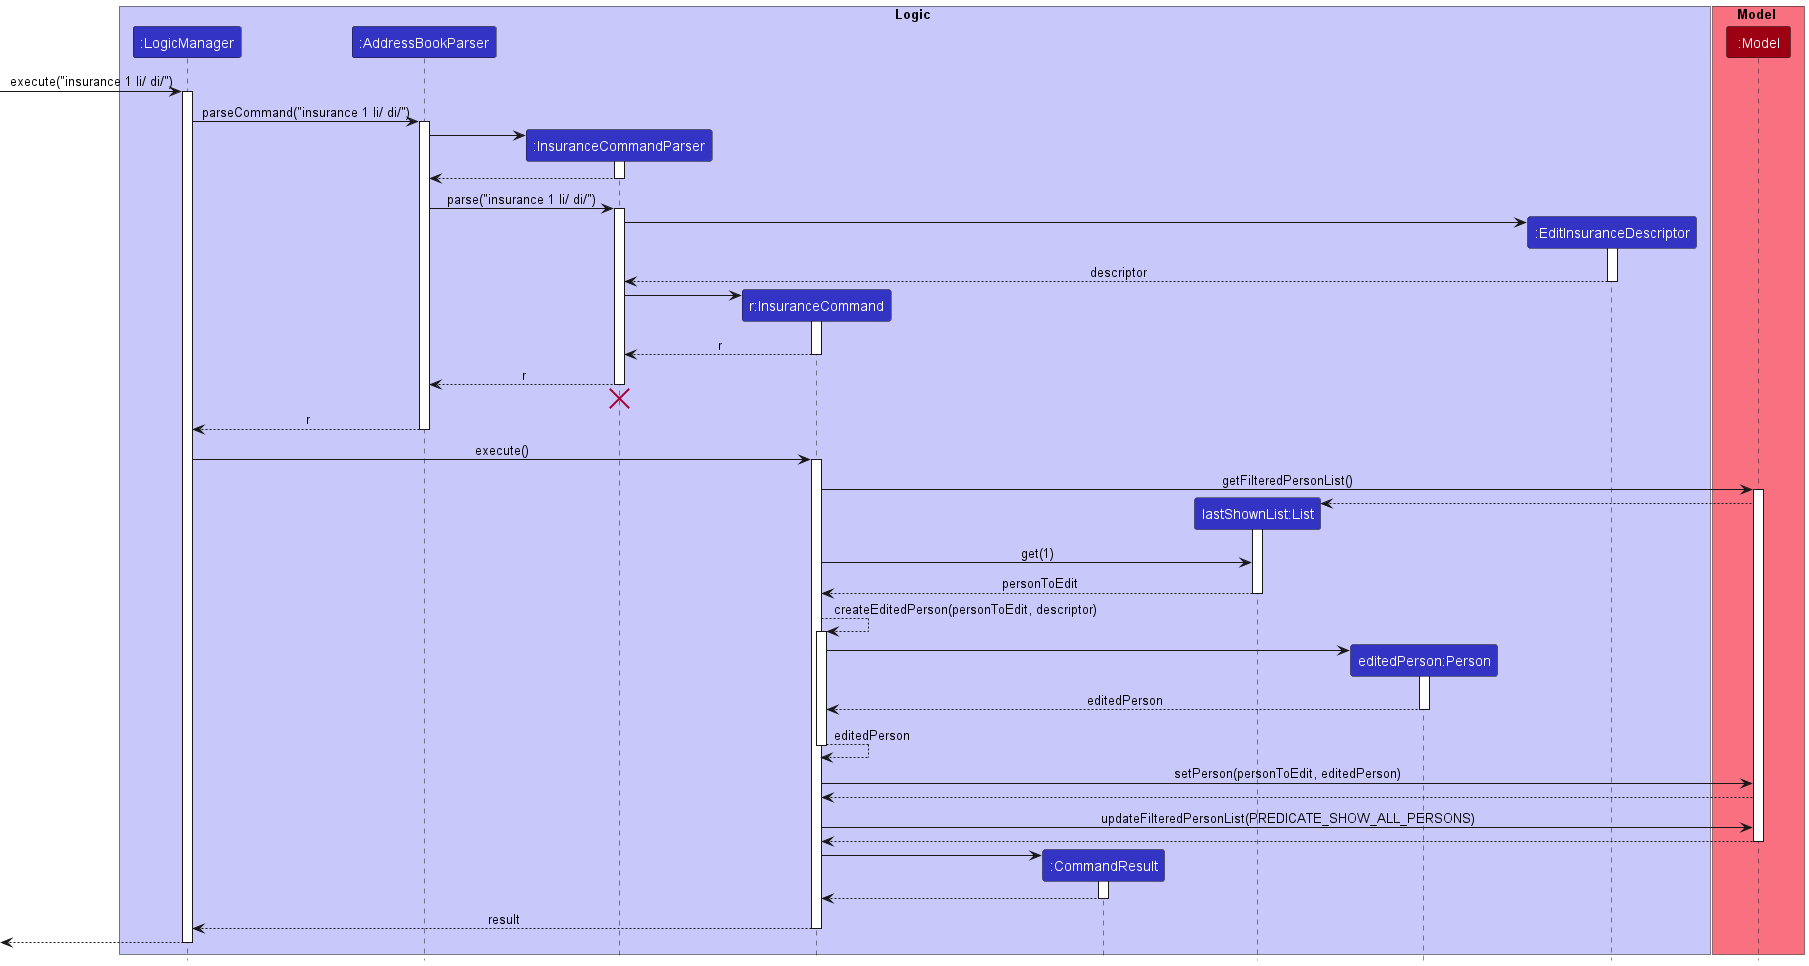 Logic
Model
:LogicManager
:AddressBookParser
:Model
execute("insurance 1 li/ di/")
parseCommand("insurance 1 li/ di/")
:InsuranceCommandParser
parse("insurance 1 li/ di/")
:EditInsuranceDescriptor
descriptor
r:InsuranceCommand
r
r
r
execute()
getFilteredPersonList()
lastShownList:List
get(1)
personToEdit
createEditedPerson(personToEdit, descriptor)
editedPerson:Person
editedPerson
editedPerson
setPerson(personToEdit, editedPerson)
updateFilteredPersonList(PREDICATE_SHOW_ALL_PERSONS)
:CommandResult
result